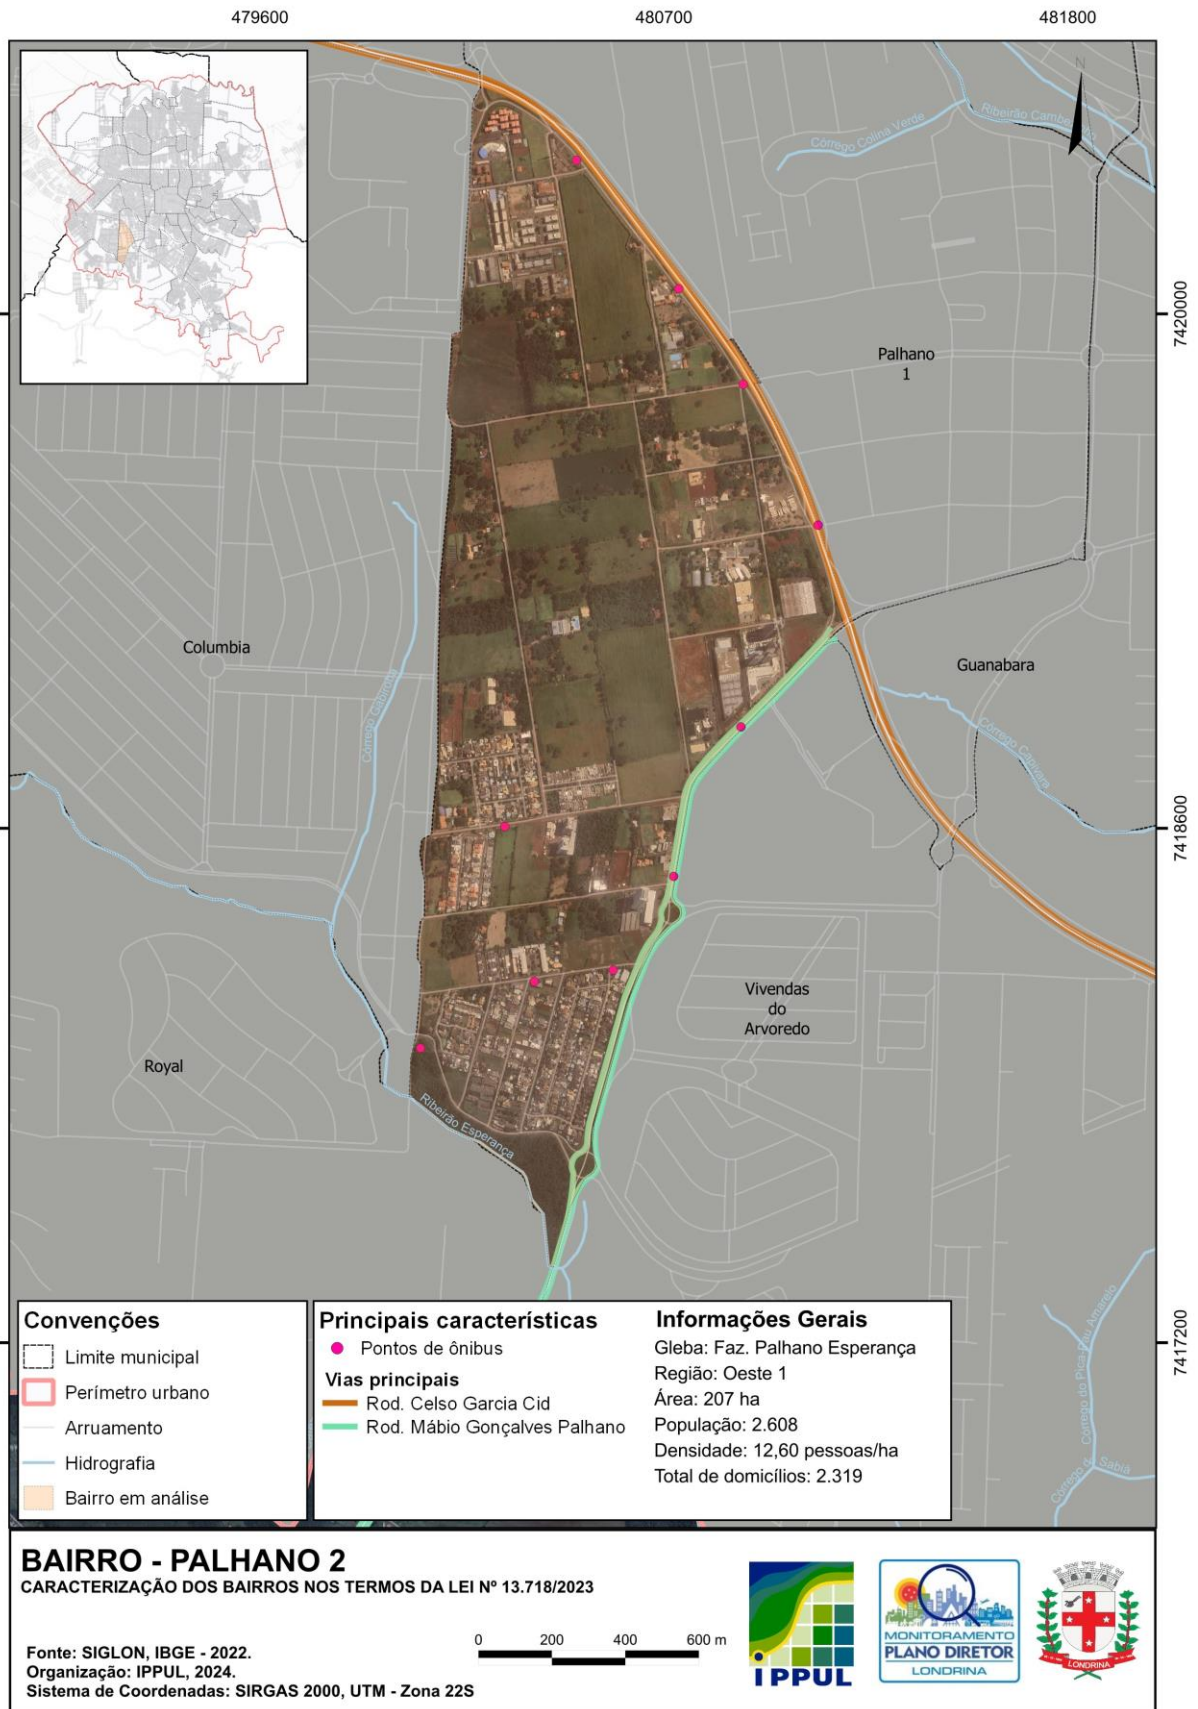 479600
480700
481800
N
Ribeirão Cambezinho
Córrego Colina Verde
7420000
Palhano
1
Columbia
Guanabara
Córrego Gabirona
Córrego Capivara
7418600
Vivendas
do
Arvoredo
Royal
Ribeirão Esperança
7417200
Córrego do Pica Pau Amarelo
Sabiá
Convenções
Limite municipal
Perímetro urbano
Arruamento
Hidrografia
Bairro em análise
Principais características
Pontos de ônibus
Vias principais
Rod. Celso Garcia Cid
Rod. Mábio Gonçalves Palhano
Informações Gerais
Gleba: Faz. Palhano Esperança
Região: Oeste 1
Área: 207 ha
População: 2.608
Densidade: 12,60 pessoas/ha
Total de domicílios: 2.319
BAIRRO - PALHANO 2
CARACTERIZAÇÃO DOS BAIRROS NOS TERMOS DA LEI Nº 13.718/2023
Fonte: SIGLON, IBGE - 2022.
Organização: IPPUL, 2024.
Sistema de Coordenadas: SIRGAS 2000, UTM - Zona 22S
0 200 400 600 m
IPPUL
MONITORAMENTO
PLANO DIRETOR
LONDRINA
LONDRINA